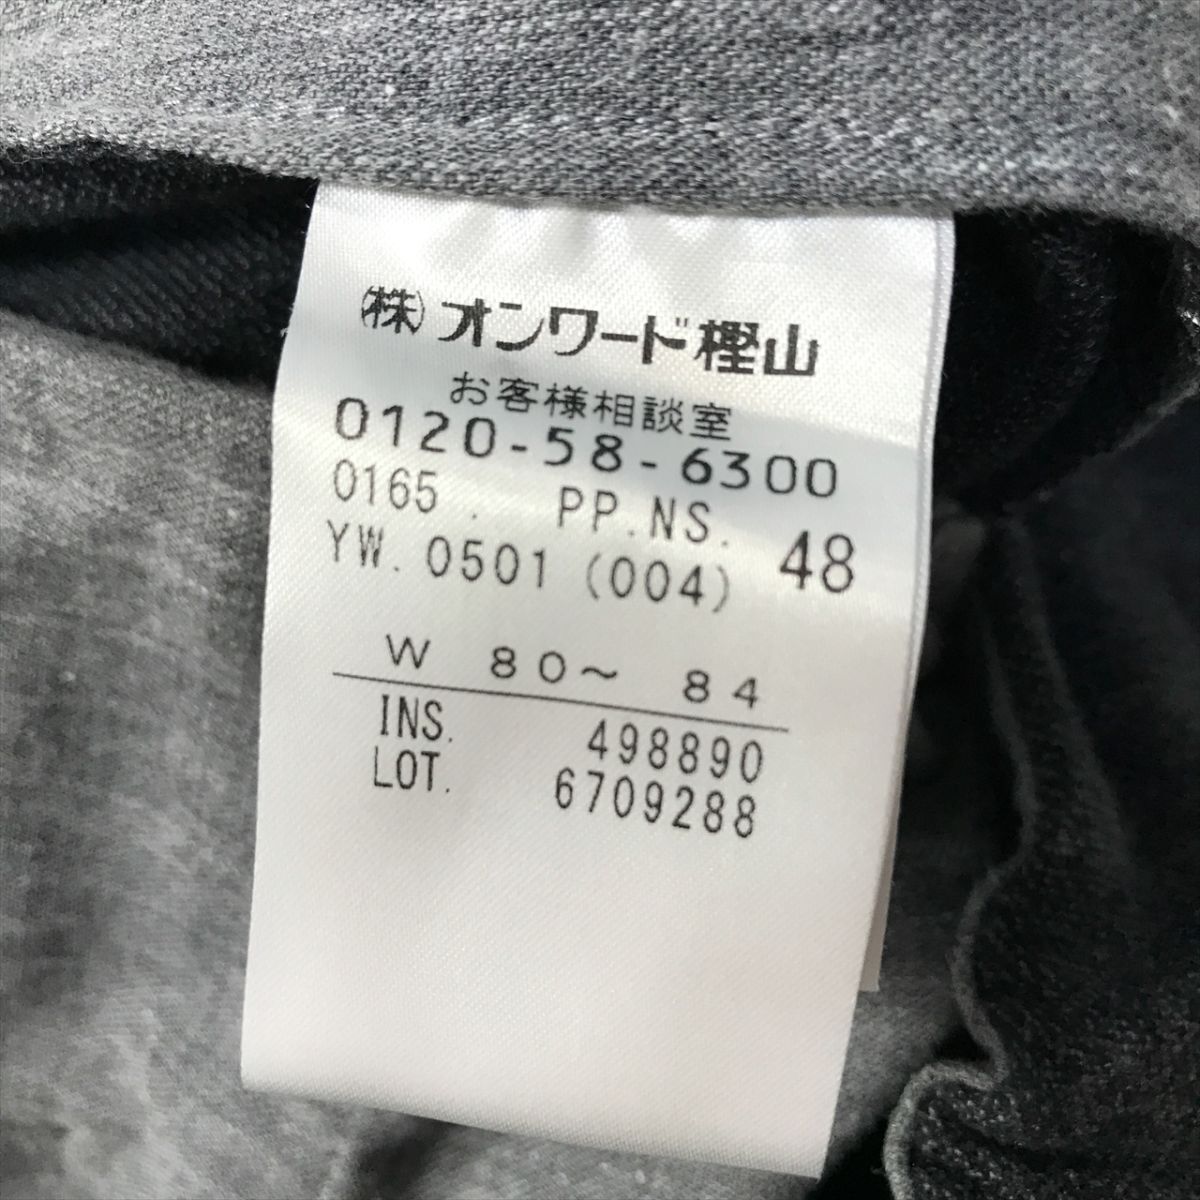 ㈱オンワード樫山
お客様相談室
0120-58-6300
0165 . PP.NS. 48
YW. 0501 (004)
W 80～ 84
INS. 498890
LOT. 6709288